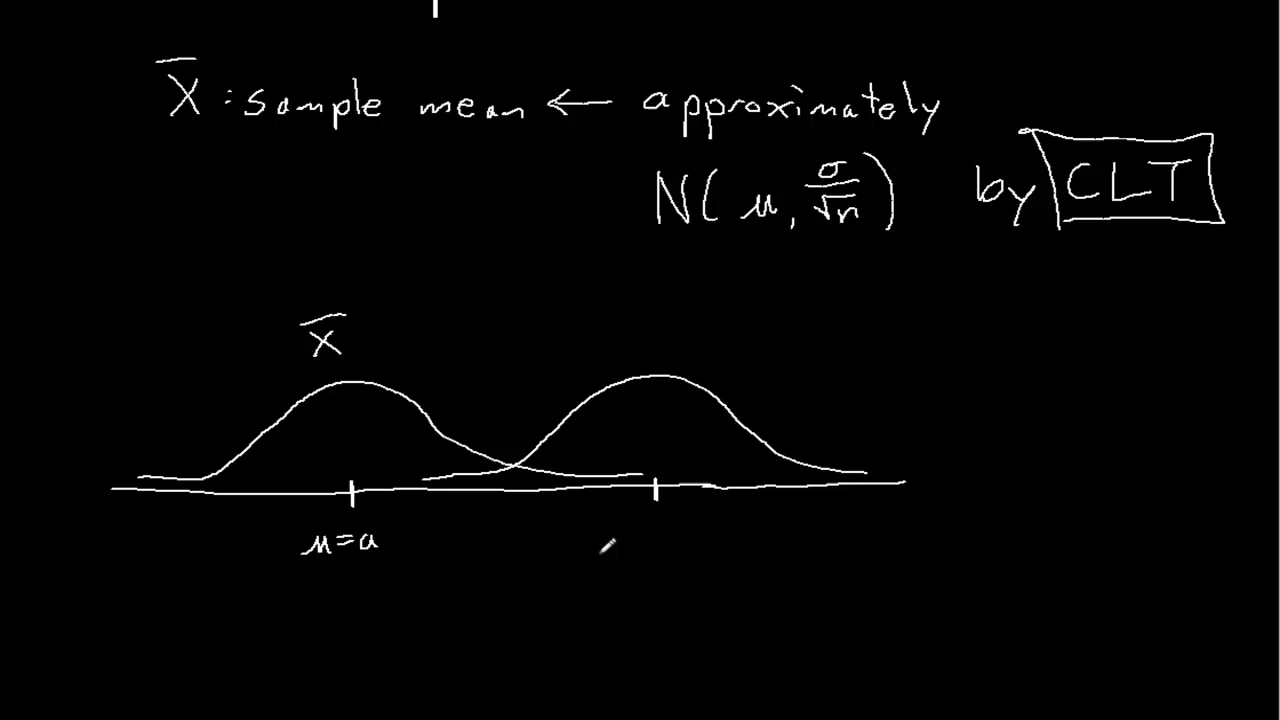 X̅ : sample mean ← approximately
N( μ, σ/√n ) by CLT
X̅
μ=a